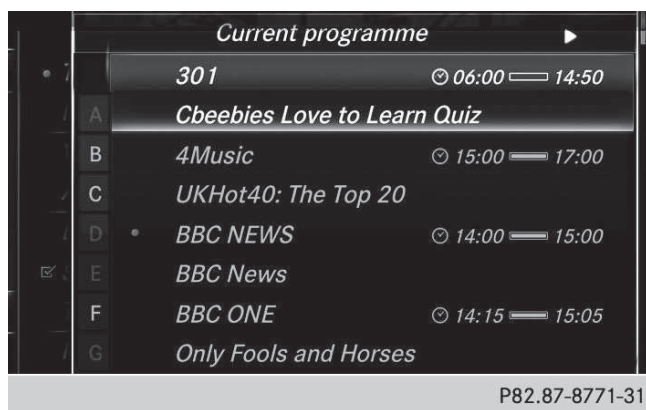 Current programme
301 06:00 14:50
A Cbeebies Love to Learn Quiz
B 4Music 15:00 17:00
C UKHot40: The Top 20
D BBC NEWS 14:00 15:00
E BBC News
F BBC ONE 14:15 15:05
G Only Fools and Horses
P82.87-8771-31